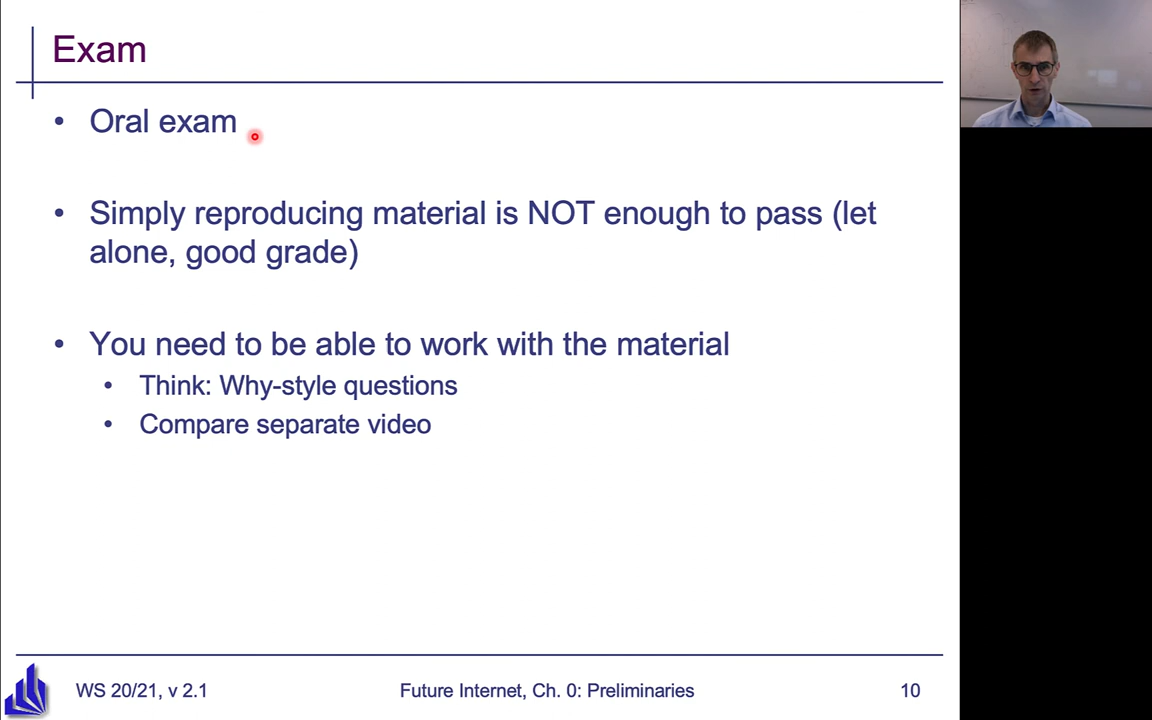 Exam
• Oral exam
• Simply reproducing material is NOT enough to pass (let
alone, good grade)
• You need to be able to work with the material
• Think: Why-style questions
• Compare separate video
WS 20/21, v 2.1
Future Internet, Ch. 0: Preliminaries
10